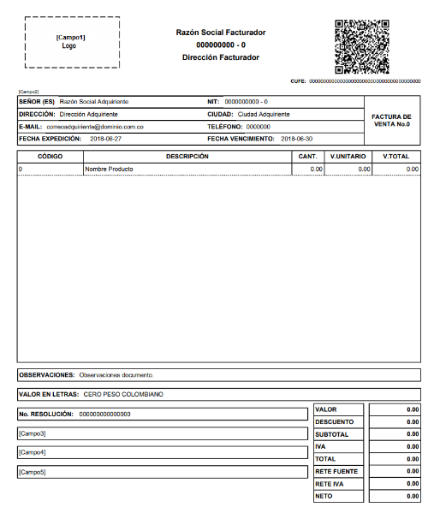 [Campo1]
Logo
Razón Social Facturador
000000000 - 0
Dirección Facturador
CUFE: 0000000000000000000000000000000000000000
[Campo2]
SEÑOR (ES) Razón Social Adquiriente NIT: 0000000000 - 0
DIRECCIÓN: Dirección Adquiriente CIUDAD: Ciudad Adquiriente
E-MAIL: correoadquiriente@dominio.com.co TELÉFONO: 0000000
FECHA EXPEDICIÓN: 2018-06-27 FECHA VENCIMIENTO: 2018-06-30
FACTURA DE
VENTA No.0
CÓDIGO DESCRIPCIÓN CANT. V.UNITARIO V.TOTAL
0 Nombre Producto 0.00 0.00 0.00
OBSERVACIONES: Observaciones documento.
VALOR EN LETRAS: CERO PESO COLOMBIANO
No. RESOLUCIÓN: 000000000000003
[Campo3]
[Campo4]
[Campo5]
VALOR 0.00
DESCUENTO 0.00
SUBTOTAL 0.00
IVA 0.00
TOTAL 0.00
RETE FUENTE 0.00
RETE IVA 0.00
NETO 0.00